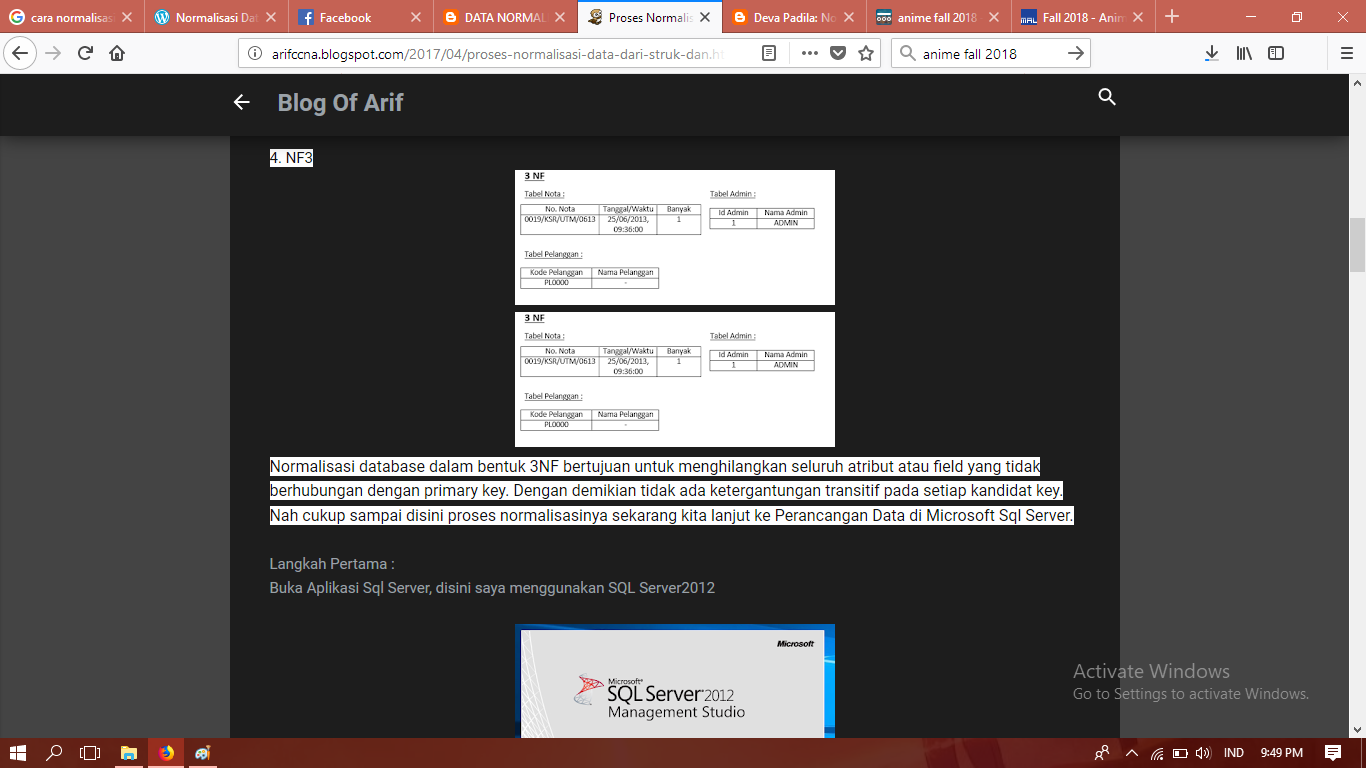 cara normalisas
Normalisasi Dat
Facebook
DATA NORMAL
Proses Normalis
Deva Padila: No
anime fall 2018
Fall 2018 - Anim
arifccna.blogspot.com/2017/04/proses-normalisasi-data-dari-struk-dan.ht
anime fall 2018
Blog Of Arif
4. NF3
3 NF
Tabel Nota :
Tabel Admin :
No. Nota Tanggal/Waktu Banyak
Id Admin Nama Admin
0019/KSR/UTM/0613 25/06/2013, 1
1 ADMIN
09:36:00
Tabel Pelanggan :
Kode Pelanggan Nama Pelanggan
PL0000 -
3 NF
Tabel Nota :
Tabel Admin :
No. Nota Tanggal/Waktu Banyak
Id Admin Nama Admin
0019/KSR/UTM/0613 25/06/2013, 1
1 ADMIN
09:36:00
Tabel Pelanggan :
Kode Pelanggan Nama Pelanggan
PL0000 -
Normalisasi database dalam bentuk 3NF bertujuan untuk menghilangkan seluruh atribut atau field yang tidak
berhubungan dengan primary key. Dengan demikian tidak ada ketergantungan transitif pada setiap kandidat key.
Nah cukup sampai disini proses normalisasinya sekarang kita lanjut ke Perancangan Data di Microsoft Sql Server.
Langkah Pertama :
Buka Aplikasi Sql Server, disini saya menggunakan SQL Server2012
Microsoft
Microsoft
SQL Server 2012
Management Studio
Activate Windows
Go to Settings to activate Windows.
IND
9:49 PM